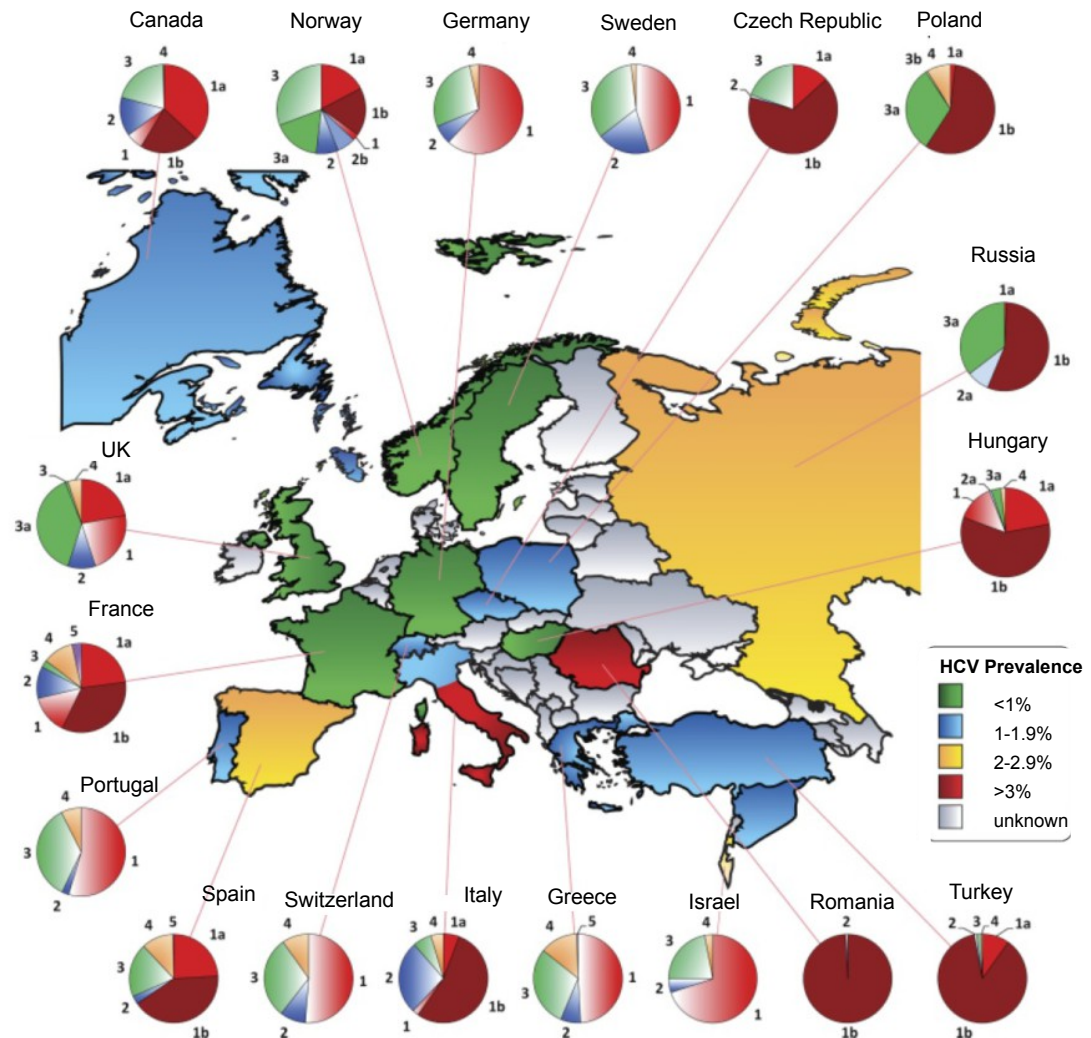 Canada Norway Germany Sweden Czech Republic Poland
4 3 1a 2 1 1b
3 1a 1b 1 2b 2 3a
4 3 2 1
4 3 2 1
3 1a 2 1b
4 1a 3b 3a 1b
Russia
1a 3a 1b 2a
Hungary
2a 3a 4 1 1a 1b
UK
3 4 1a 3a 1 2
France
4 5 1a 3 2 1 1b
Portugal
4 3 1 2
HCV Prevalence
<1%
1-1.9%
2-2.9%
>3%
unknown
Spain Switzerland Italy Greece Israel Romania Turkey
4 5 1a 3 2 1b
4 3 1 2
4 1a 3 2 1 1b
4 5 3 1 2
4 3 2 1
2 1b
2 3 4 1a 1b